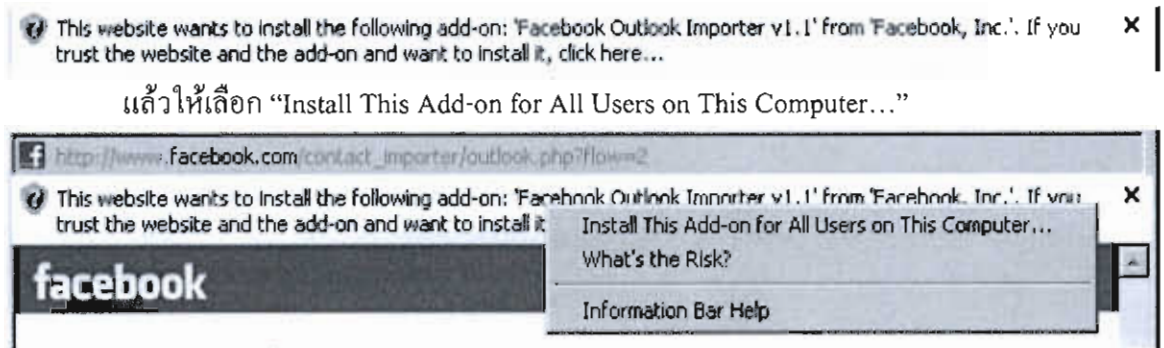 This website wants to install the following add-on: 'Facebook Outlook Importer v1.1' from 'Facebook, Inc.'. If you
trust the website and the add-on and want to install it, click here...
แล้วให้เลือก “Install This Add-on for All Users on This Computer…”
http://www.facebook.com/contact_importer/outlook.php?flow=2
This website wants to install the following add-on: 'Facebook Outlook Importer v1.1' from 'Facebook, Inc.'. If you
trust the website and the add-on and want to install it
Install This Add-on for All Users on This Computer...
What's the Risk?
Information Bar Help
facebook